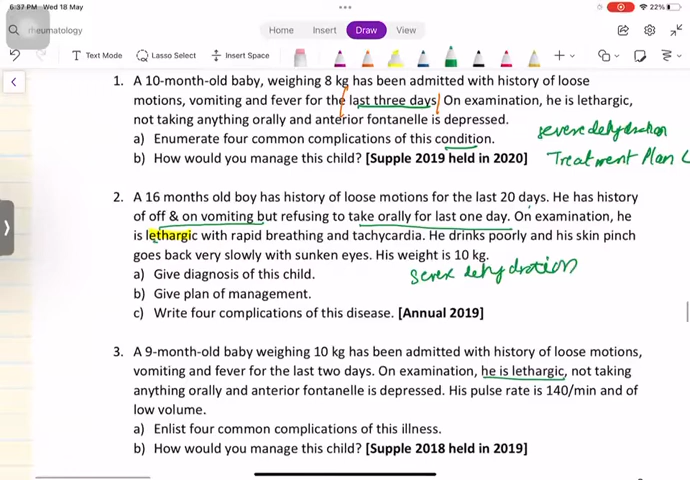 6:37 PM Wed 18 May
22%
rheumatology
Home Insert Draw View
Text Mode Lasso Select Insert Space
1. A 10-month-old baby, weighing 8 kg has been admitted with history of loose
motions, vomiting and fever for the last three days. On examination, he is lethargic,
not taking anything orally and anterior fontanelle is depressed.
severe dehydration
a) Enumerate four common complications of this condition.
b) How would you manage this child? [Supple 2019 held in 2020]
Treatment Plan C
2. A 16 months old boy has history of loose motions for the last 20 days. He has history
of off & on vomiting but refusing to take orally for last one day. On examination, he
is lethargic with rapid breathing and tachycardia. He drinks poorly and his skin pinch
goes back very slowly with sunken eyes. His weight is 10 kg.
a) Give diagnosis of this child.
dehydration
b) Give plan of management.
c) Write four complications of this disease. [Annual 2019]
3. A 9-month-old baby weighing 10 kg has been admitted with history of loose motions,
vomiting and fever for the last two days. On examination, he is lethargic, not taking
anything orally and anterior fontanelle is depressed. His pulse rate is 140/min and of
low volume.
a) Enlist four common complications of this illness.
b) How would you manage this child? [Supple 2018 held in 2019]